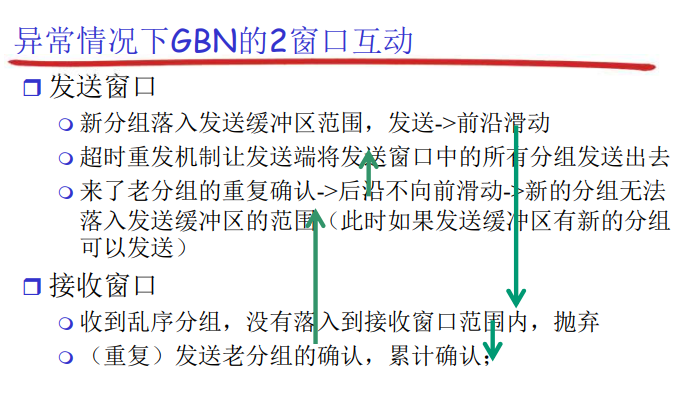 异常情况下GBN的2窗口互动
发送窗口
新分组落入发送缓冲区范围，发送->前沿滑动
超时重发机制让发送端将发送窗口中的所有分组发送出去
来了老分组的重复确认->后沿不向前滑动->新的分组无法
落入发送缓冲区的范围（此时如果发送缓冲区有新的分组
可以发送）
接收窗口
收到乱序分组，没有落入到接收窗口范围内，抛弃
（重复）发送老分组的确认，累计确认；